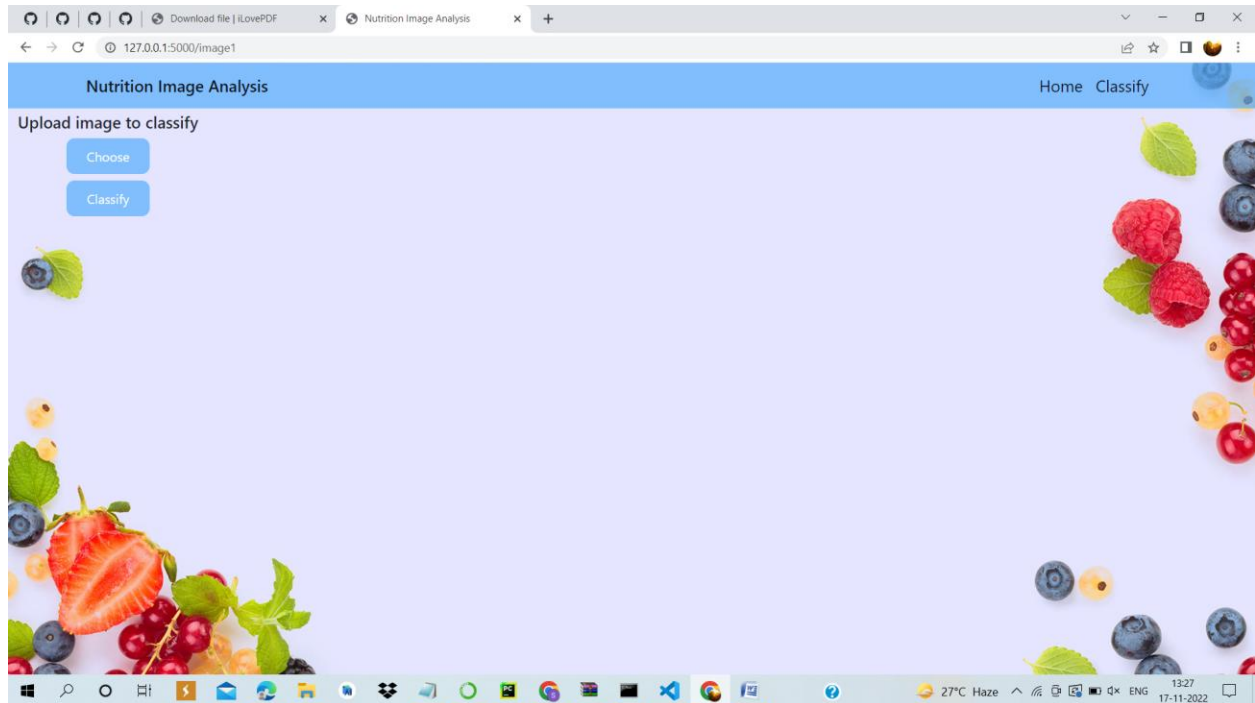 Download file | iLovePDF
Nutrition Image Analysis
127.0.0.1:5000/image1
Nutrition Image Analysis
Home Classify
Upload image to classify
Choose
Classify
27°C Haze
ENG
13:27
17-11-2022